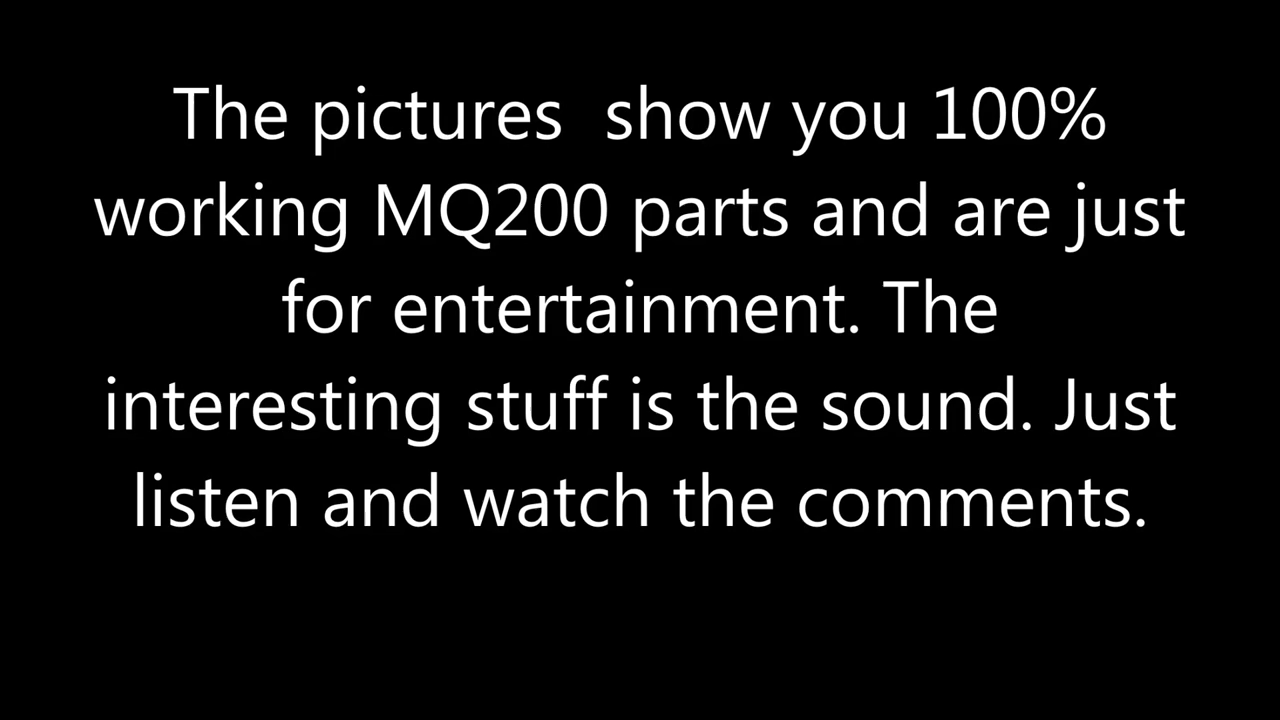 The pictures  show you 100%
working MQ200 parts and are just
for entertainment. The
interesting stuff is the sound. Just
listen and watch the comments.